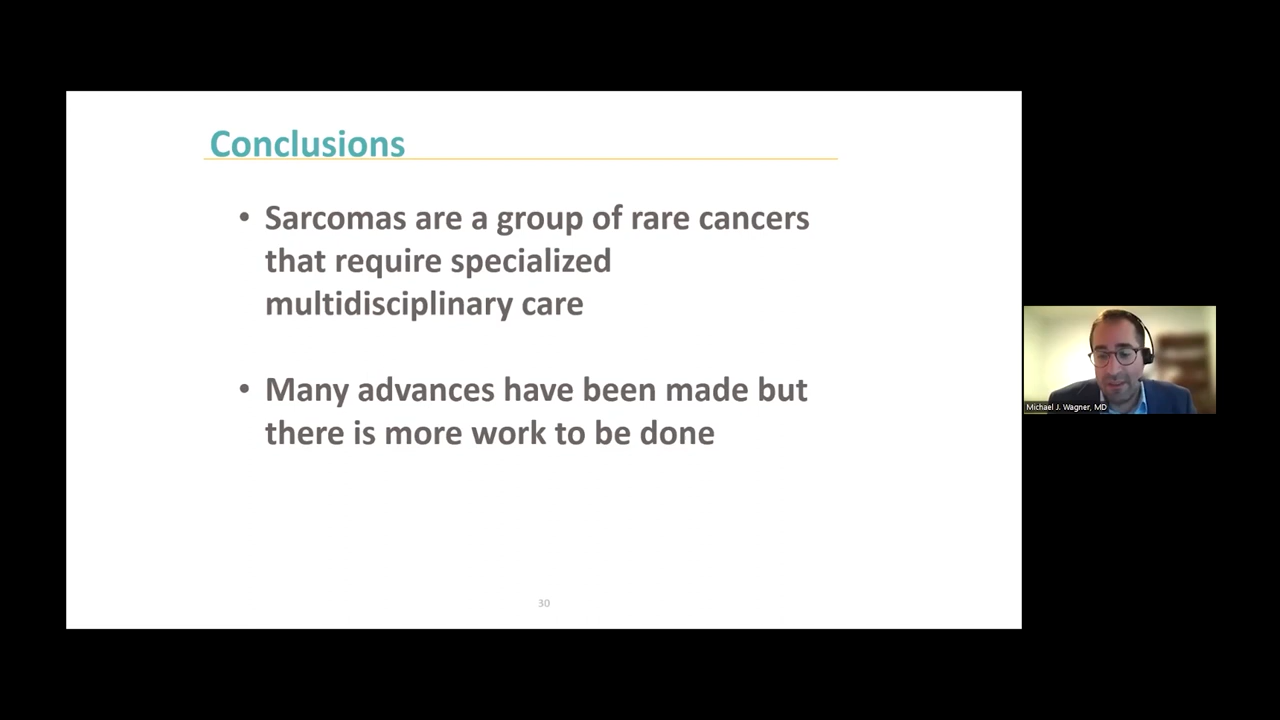 Conclusions
• Sarcomas are a group of rare cancers
that require specialized
multidisciplinary care
• Many advances have been made but
there is more work to be done
30
Michael J. Wagner, MD